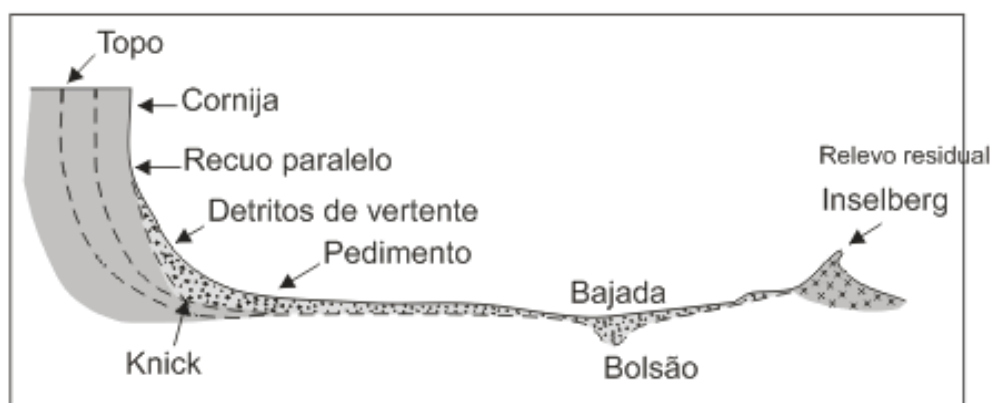 Topo
Cornija
Recuo paralelo
Relevo residual
Inselberg
Detritos de vertente
Pedimento
Bajada
Knick
Bolsão